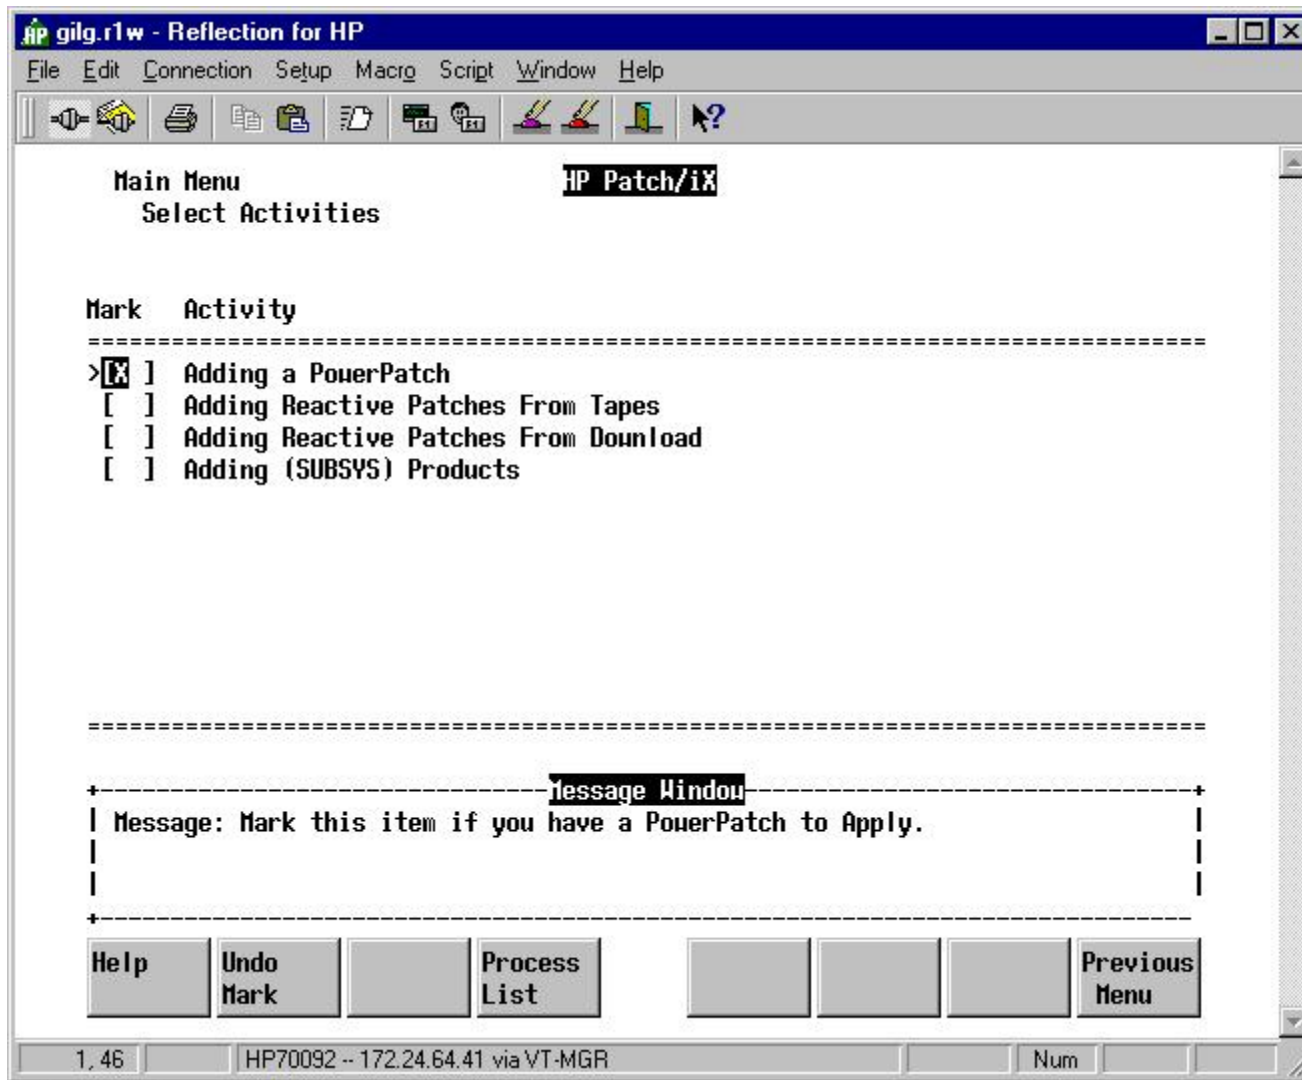 gilg.r1w - Reflection for HP
File Edit Connection Setup Macro Script Window Help
Main Menu HP Patch/iX
Select Activities
Mark Activity
================================================================================
>[X ] Adding a PowerPatch
[ ] Adding Reactive Patches From Tapes
[ ] Adding Reactive Patches From Download
[ ] Adding (SUBSYS) Products
================================================================================
+--------------------------------Message Window--------------------------------+
| Message: Mark this item if you have a PowerPatch to Apply. |
| |
| |
+------------------------------------------------------------------------------
Help Undo Mark Process List Previous Menu
1, 46 HP70092 -- 172.24.64.41 via VT-MGR Num